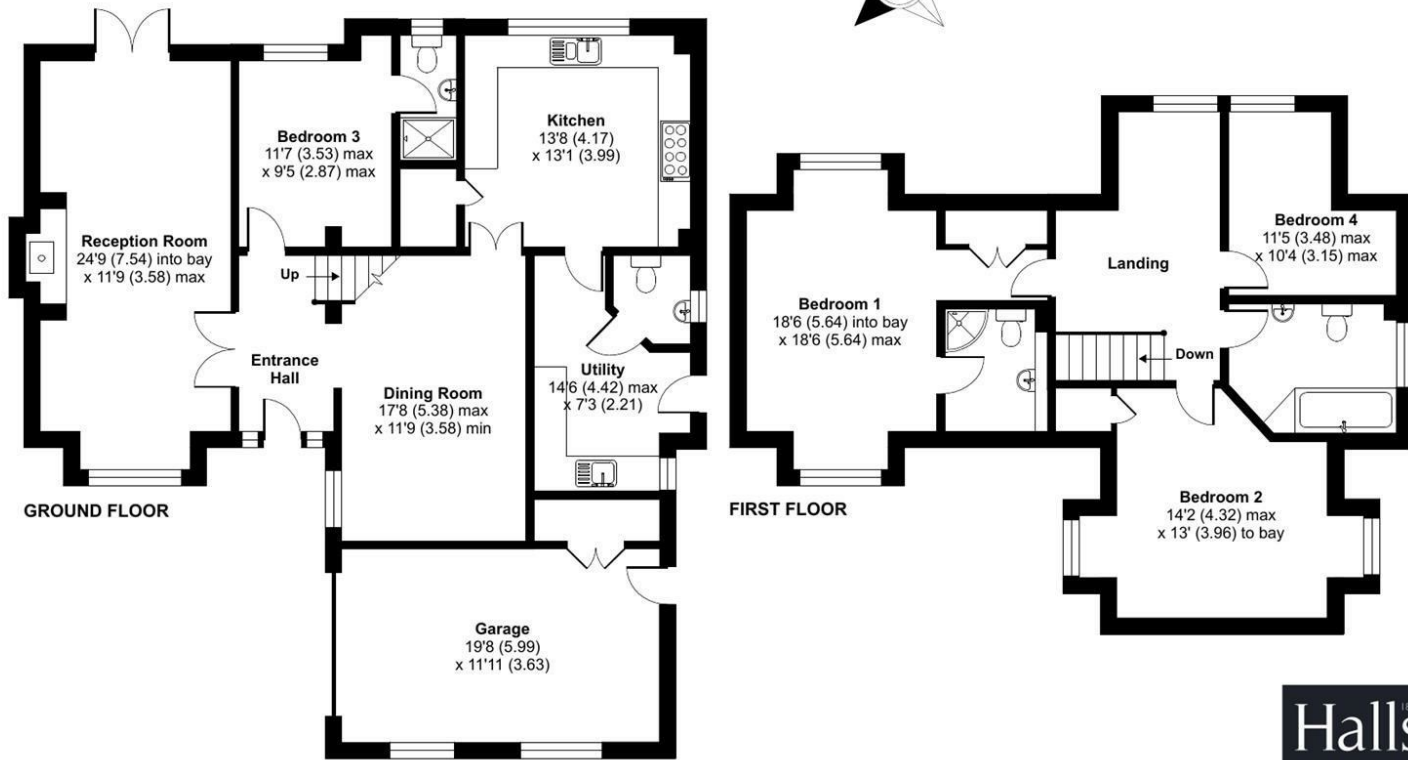 Bedroom 3
11'7 (3.53) max
x 9'5 (2.87) max
Kitchen
13'8 (4.17)
x 13'1 (3.99)
Reception Room
24'9 (7.54) into bay
x 11'9 (3.58) max
Up
Entrance
Hall
Dining Room
17'8 (5.38) max
x 11'9 (3.58) min
Utility
14'6 (4.42) max
x 7'3 (2.21)
GROUND FLOOR
Garage
19'8 (5.99)
x 11'11 (3.63)
Bedroom 4
11'5 (3.48) max
x 10'4 (3.15) max
Landing
Bedroom 1
18'6 (5.64) into bay
x 18'6 (5.64) max
Down
Bedroom 2
14'2 (4.32) max
x 13' (3.96) to bay
FIRST FLOOR
Halls